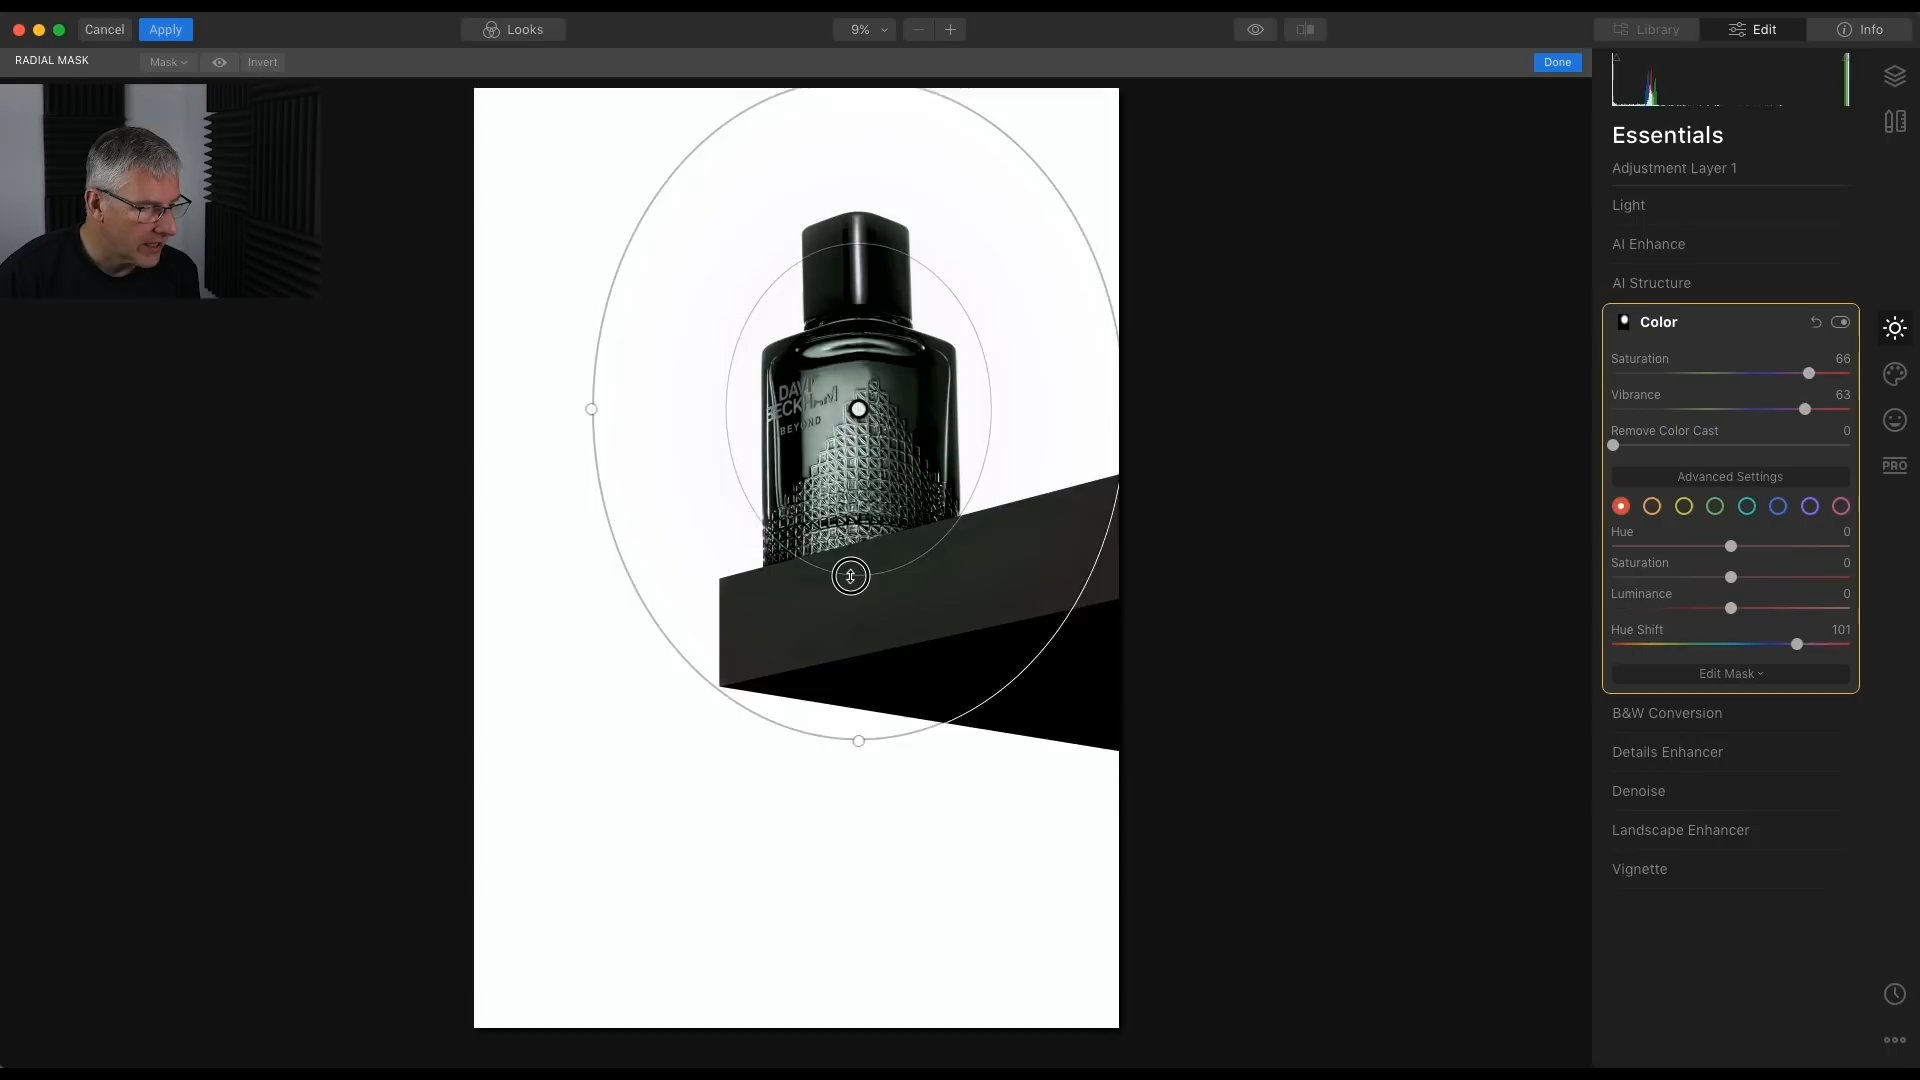 Cancel
Apply
Looks
9%
Library
Edit
Info
RADIAL MASK
Mask
Invert
Done
Essentials
Adjustment Layer 1
Light
AI Enhance
AI Structure
Color
Saturation 66
Vibrance 63
Remove Color Cast 0
Advanced Settings
Hue 0
Saturation 0
Luminance 0
Hue Shift 101
Edit Mask
B&W Conversion
Details Enhancer
Denoise
Landscape Enhancer
Vignette
PRO
DAVID
BECKHAM
BEYOND